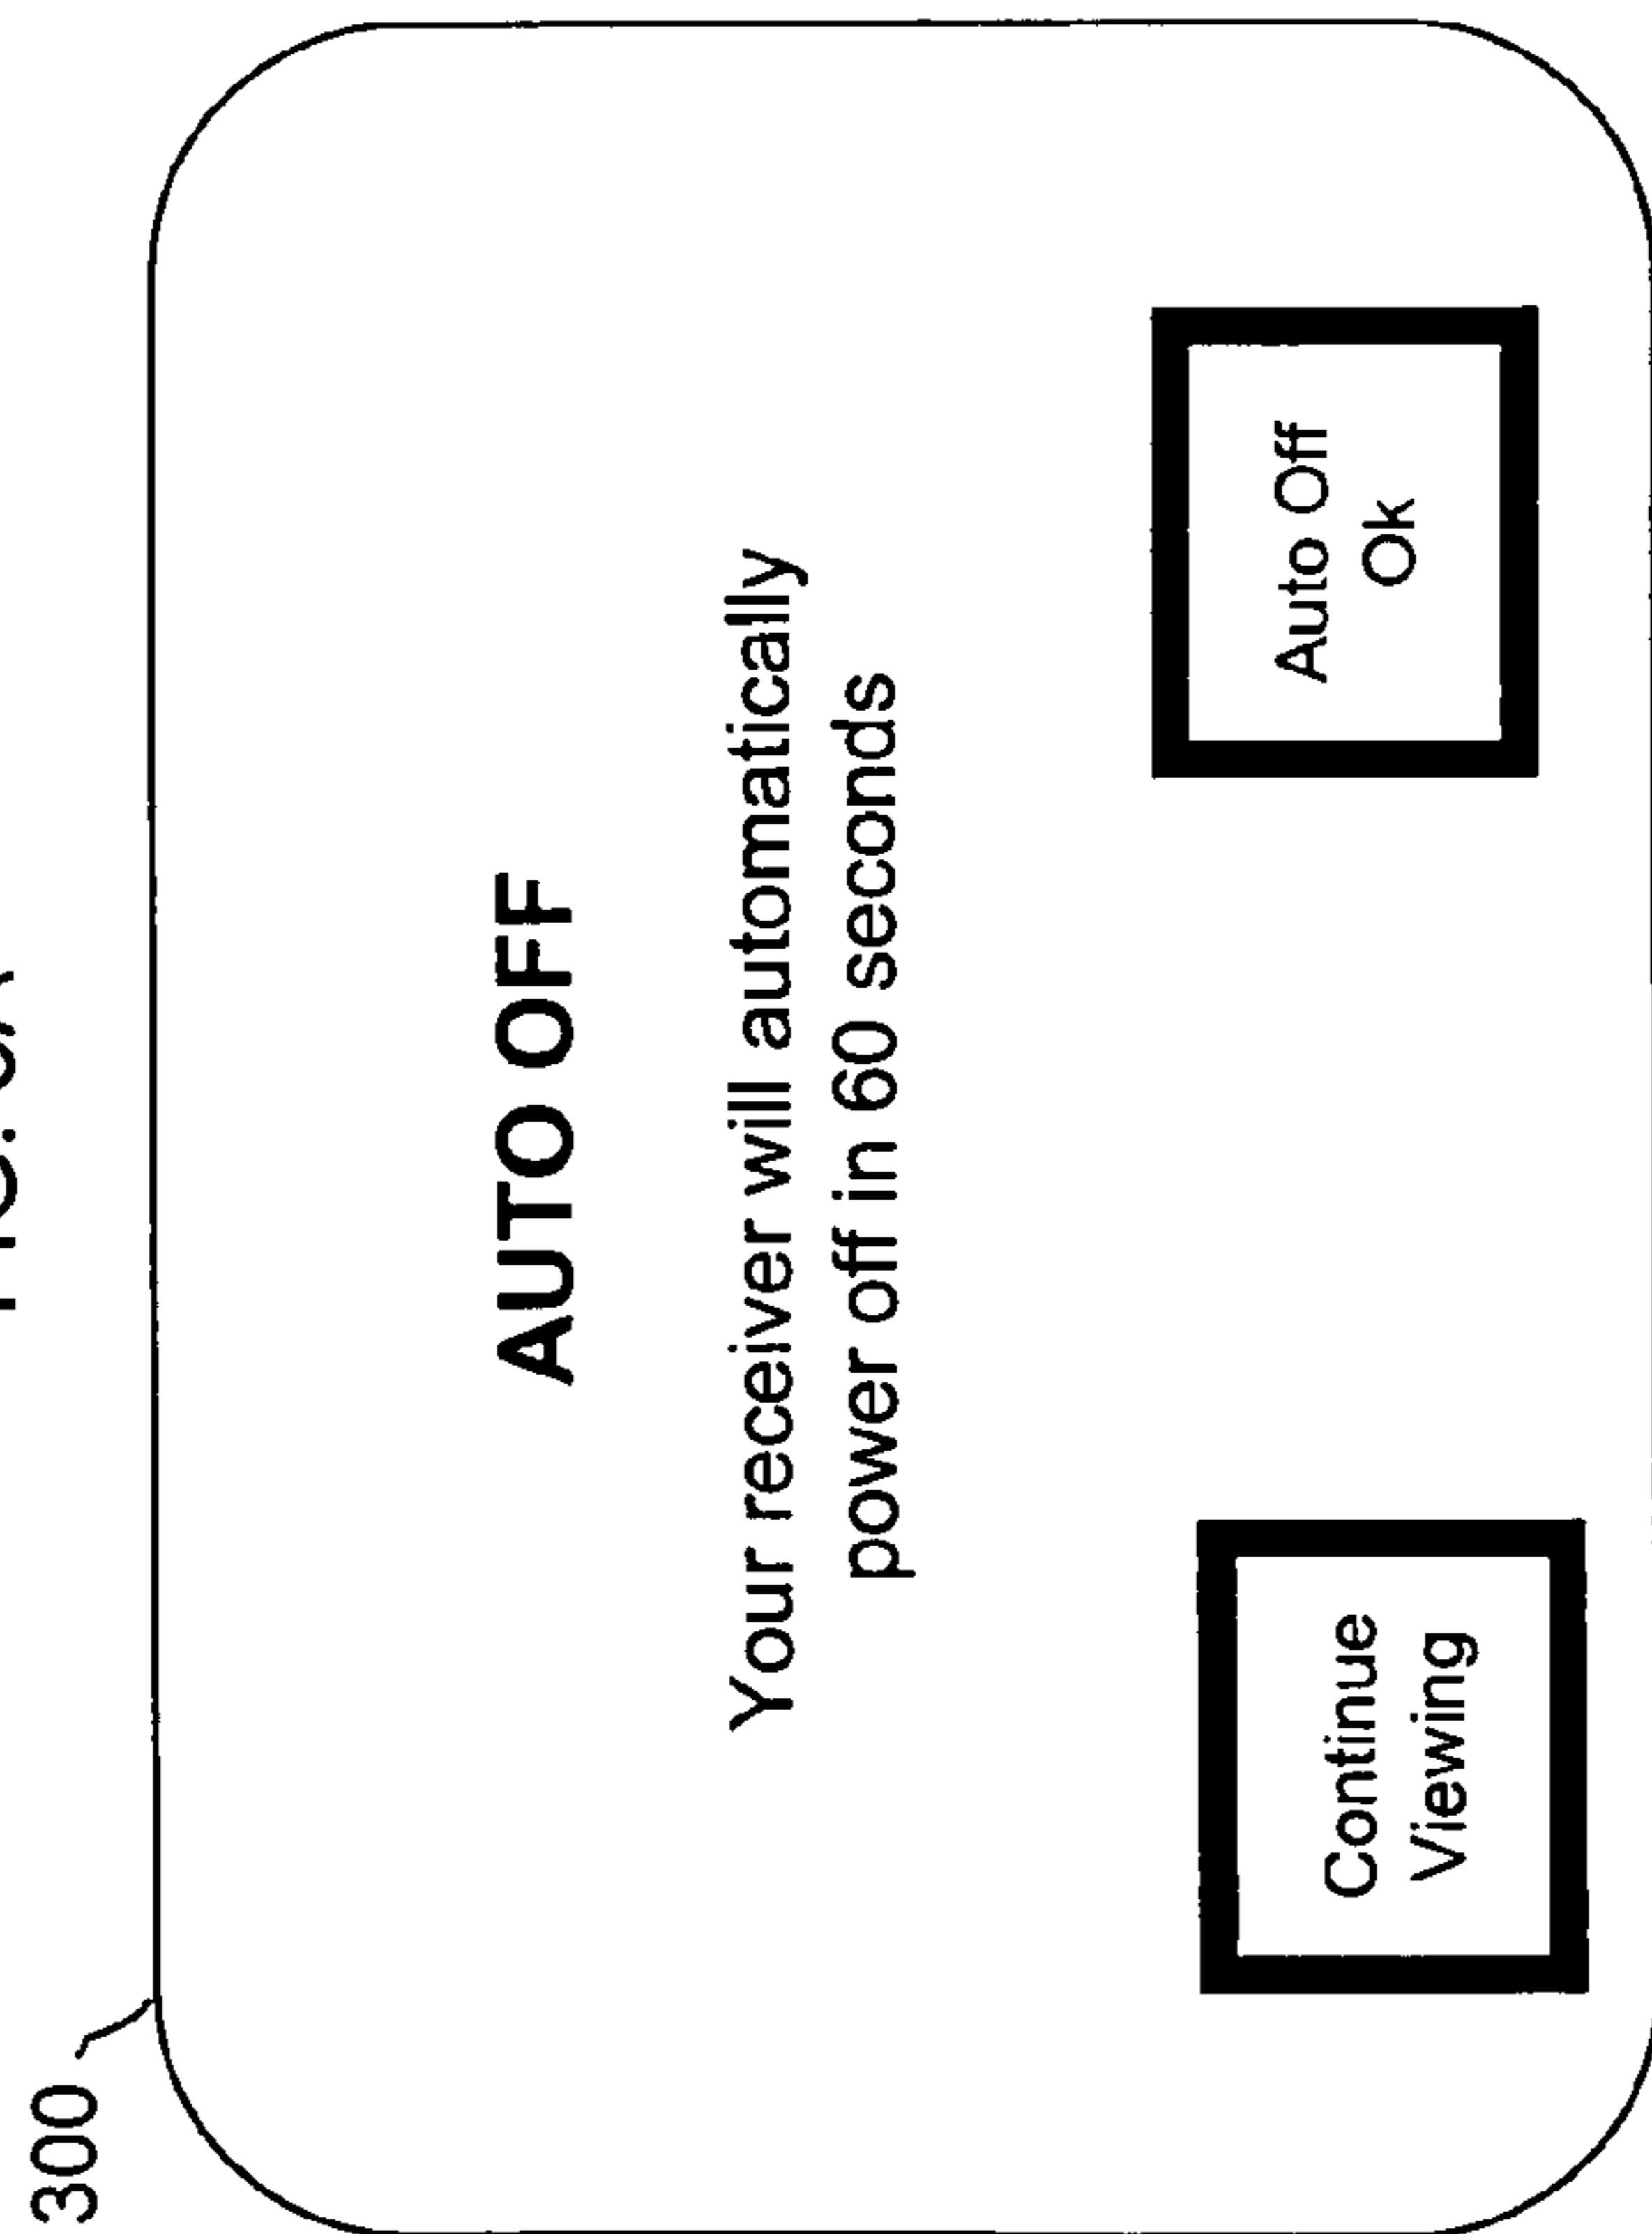 300
AUTO OFF
Your receiver will automatically
power off in 60 seconds
Continue
Viewing
Auto Off
Ok